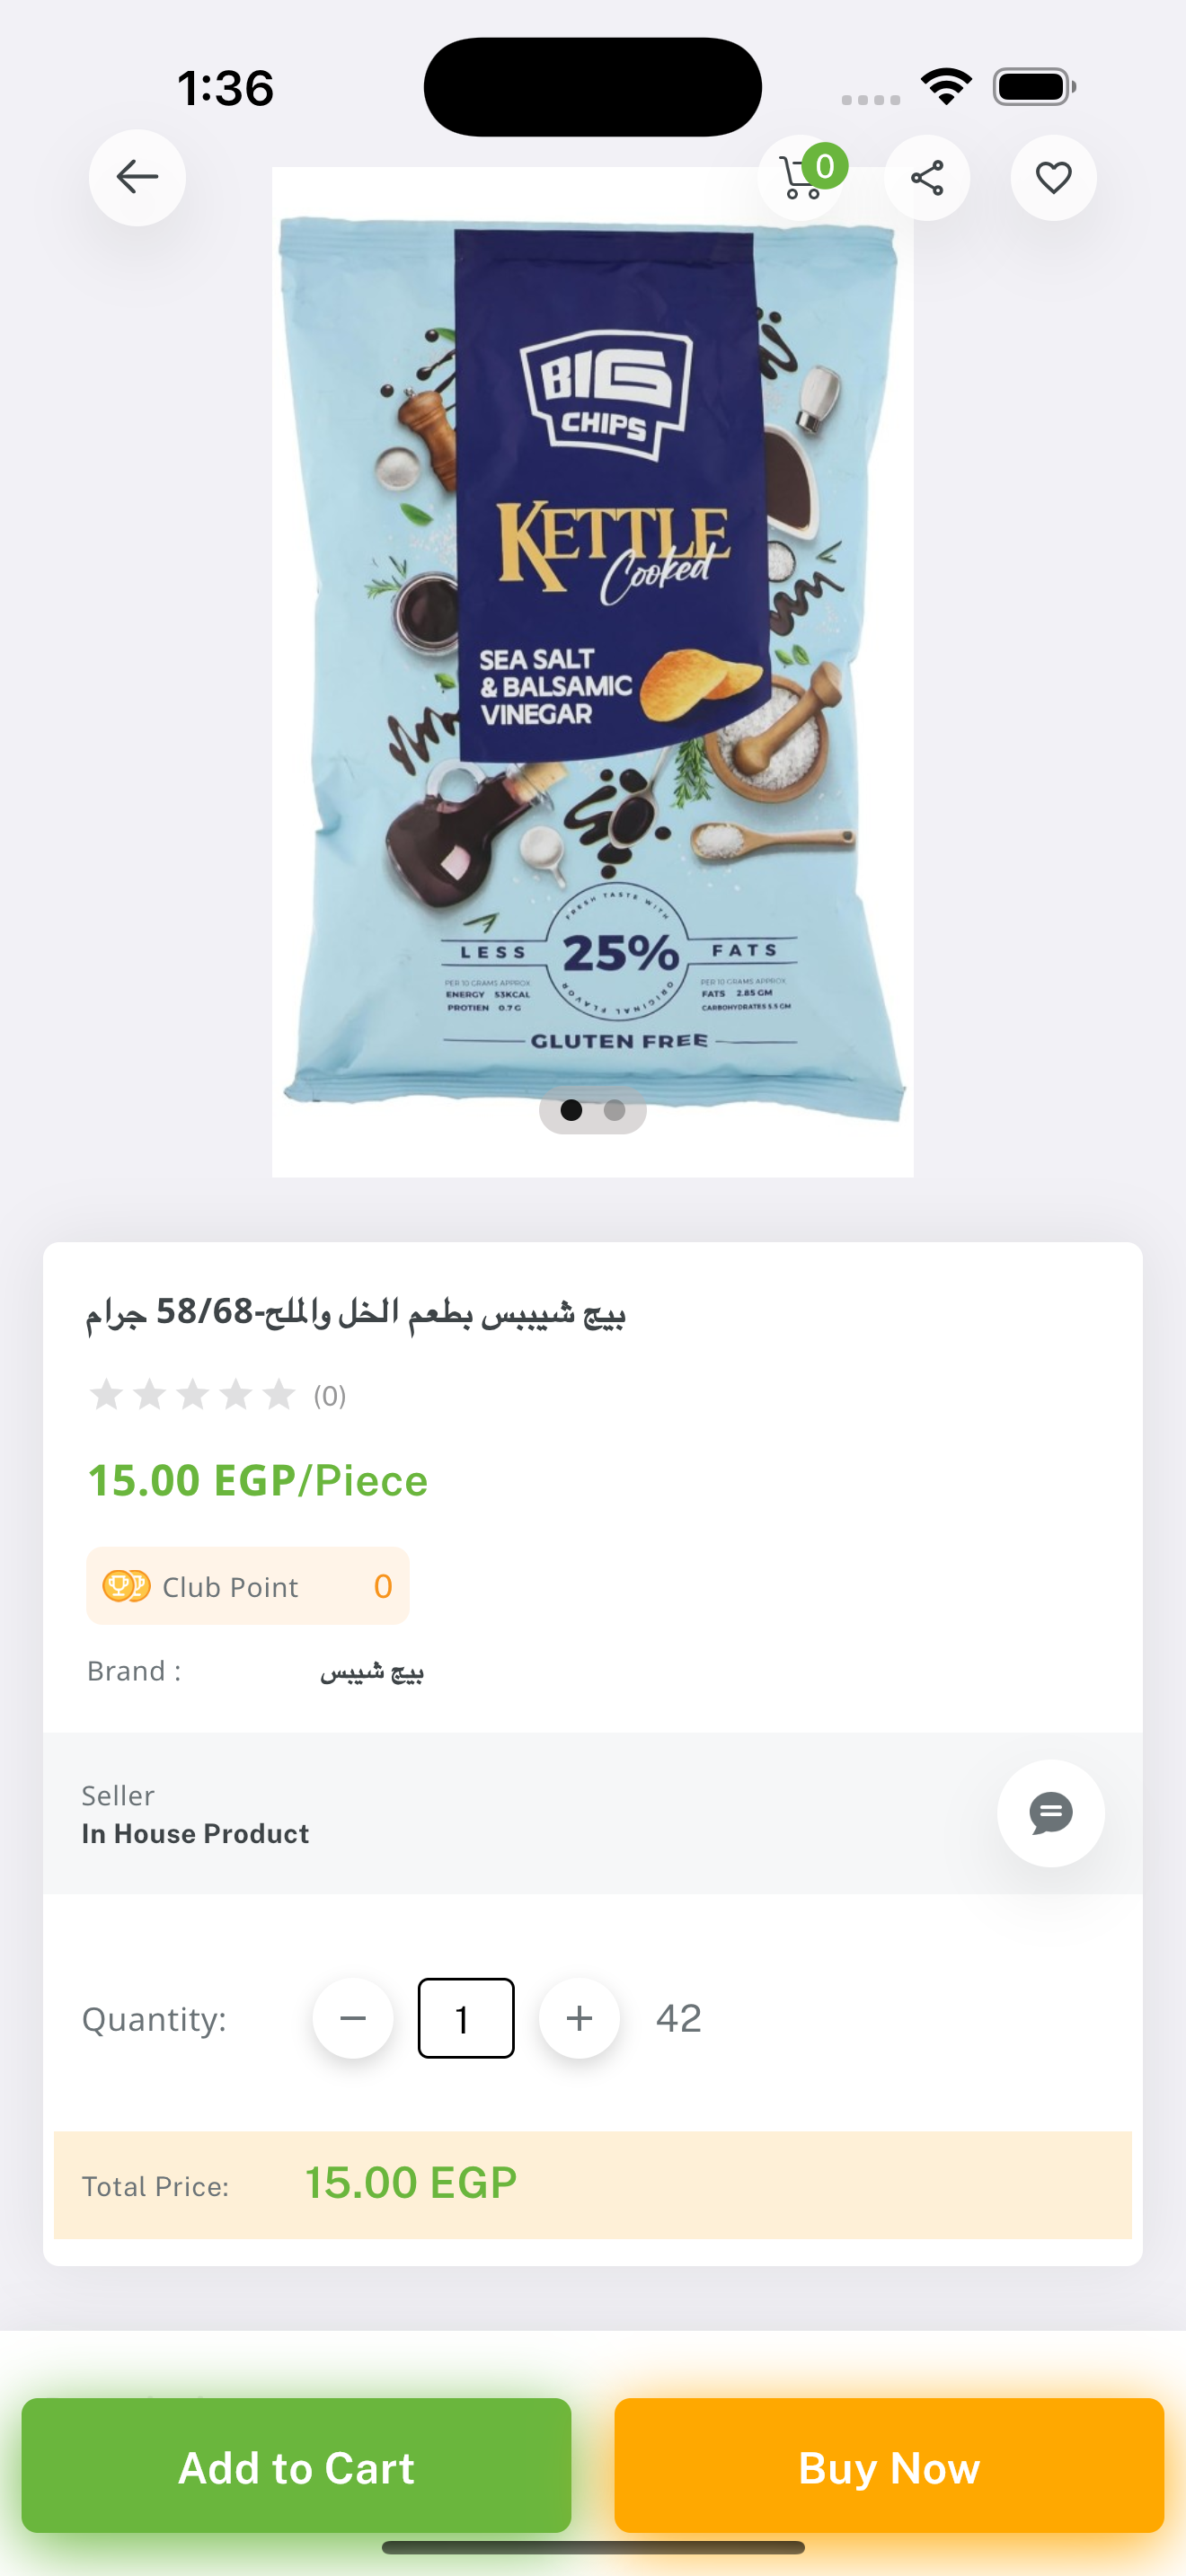 1:36
0
BIG
CHIPS
KETTLE
Cooked
SEA SALT
& BALSAMIC
VINEGAR
FRESH TASTE WITH
LESS 25% FATS
ORIGINAL FLAVOR
PER 10 GRAMS APPROX
ENERGY 53KCAL
PROTIEN 0.7 G
PER 10 GRAMS APPROX
FATS 2.85 GM
CARBOHYDRATES 5.5 GM
GLUTEN FREE
بيج شيببس بطعم الخل والملح-58/68 جرام
(0)
15.00 EGP/Piece
Club Point 0
Brand : بيج شيبس
Seller
In House Product
Quantity: 1 42
Total Price: 15.00 EGP
Add to Cart
Buy Now